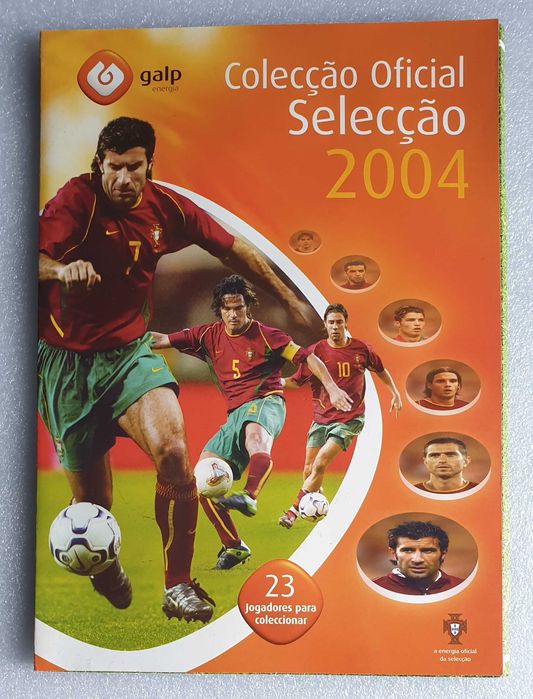 galp
energia
Colecção Oficial
Selecção
2004
7
5
10
23
Jogadores para
coleccionar
a energia oficial
da selecção